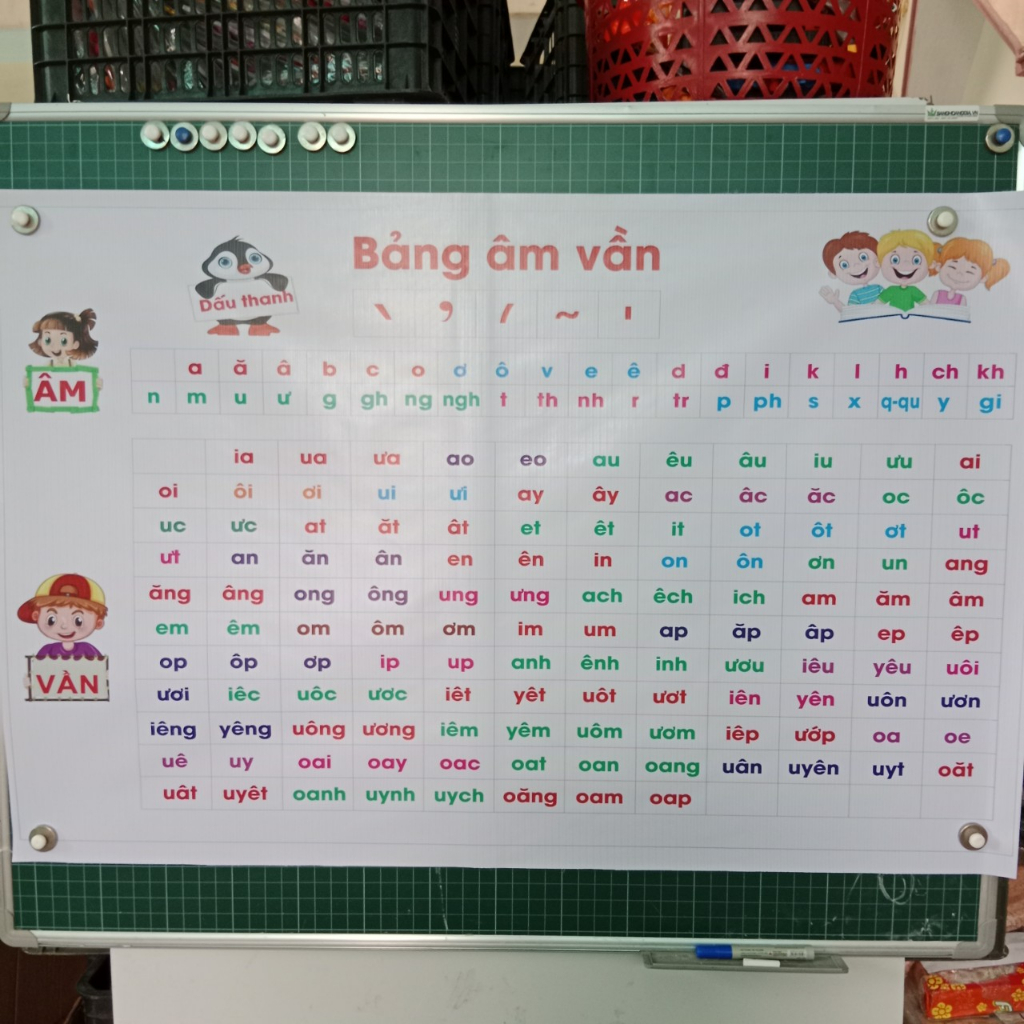 Bảng âm vần
Dấu thanh
ˋ ̉ ˊ ~ .
ÂM
a ă â b c o ơ ô v e ê d đ i k l h ch kh
n m u ư g gh ng ngh t th nh r tr p ph s x q-qu y gi
ia ua ưa ao eo au êu âu iu ưu ai
oi ôi ơi ui ưi ay ây ac âc ăc oc ôc
uc ưc at ăt ât et êt it ot ôt ơt ut
ưt an ăn ân en ên in on ôn ơn un ang
ăng âng ong ông ung ưng ach êch ich am ăm âm
em êm om ôm ơm im um ap ăp âp ep êp
VẦN
op ôp ơp ip up anh ênh inh ươu iêu yêu uôi
ươi iêc uôc ươc iêt yêt uôt ươt iên yên uôn ươn
iêng yêng uông ương iêm yêm uôm ươm iêp ướp oa oe
uê uy oai oay oac oat oan oang uân uyên uyt oăt
uât uyêt oanh uynh uych oăng oam oap